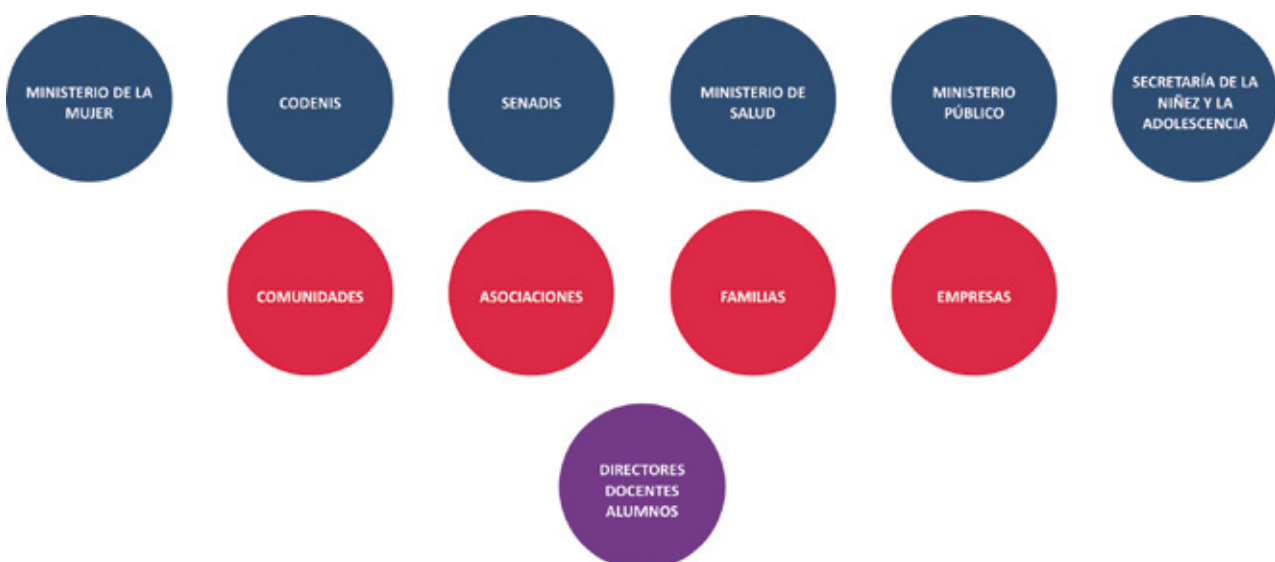 MINISTERIO DE LA
MUJER
CODENIS
SENADIS
MINISTERIO DE
SALUD
MINISTERIO
PÚBLICO
SECRETARÍA DE LA
NIÑEZ Y LA
ADOLESCENCIA
COMUNIDADES
ASOCIACIONES
FAMILIAS
EMPRESAS
DIRECTORES
DOCENTES
ALUMNOS